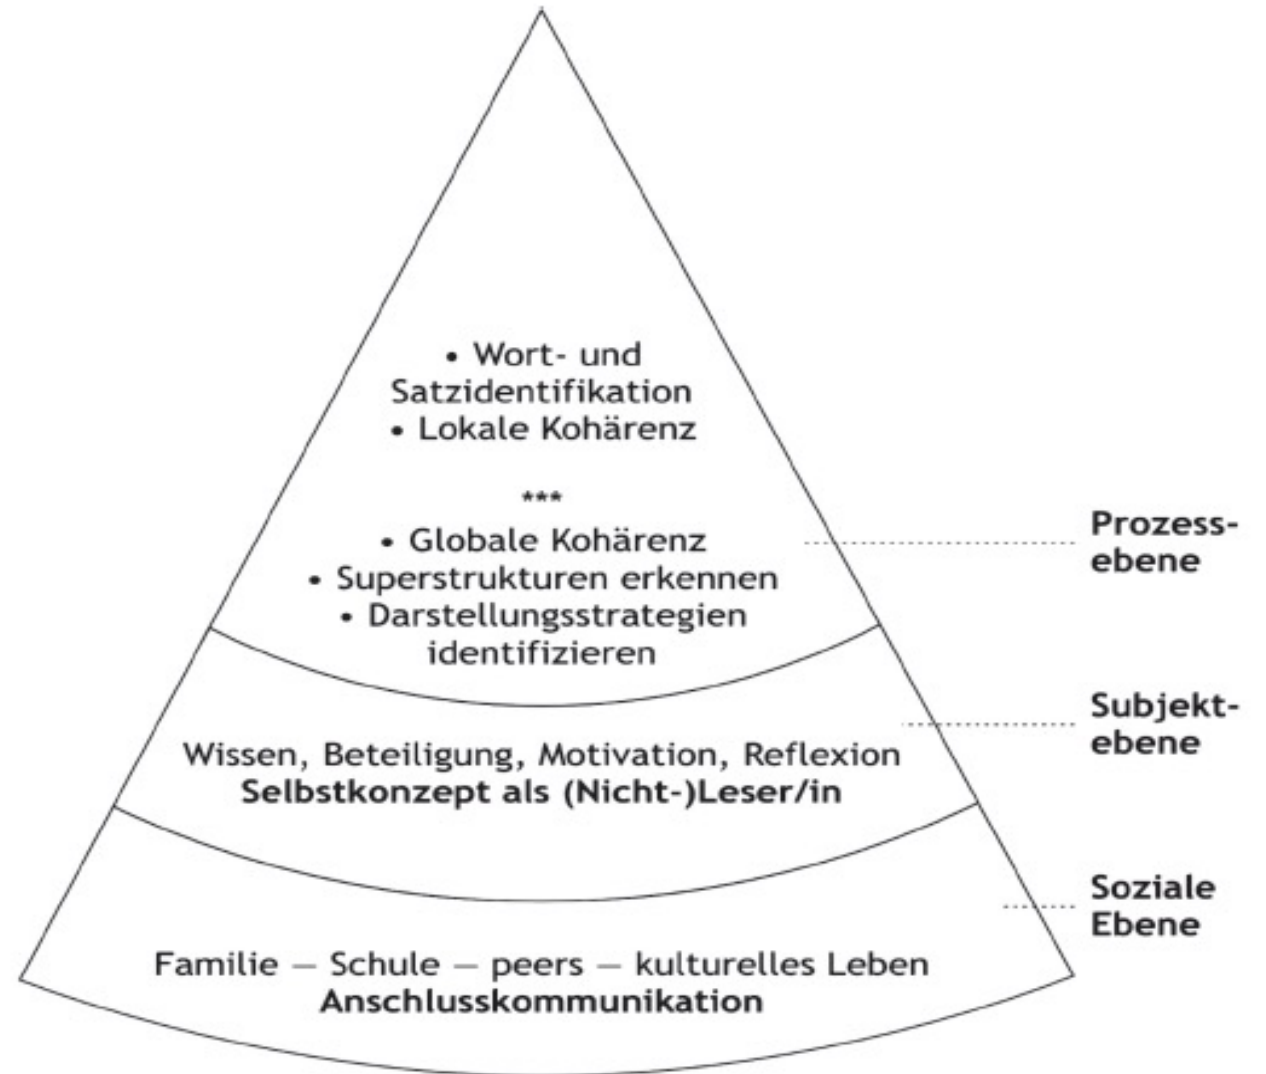 • Wort- und
Satzidentifikation
• Lokale Kohärenz
***
• Globale Kohärenz
• Superstrukturen erkennen
• Darstellungsstrategien
identifizieren
Prozess-
ebene
Wissen, Beteiligung, Motivation, Reflexion
Selbstkonzept als (Nicht-)Leser/in
Subjekt-
ebene
Familie – Schule – peers – kulturelles Leben
Anschlusskommunikation
Soziale
Ebene